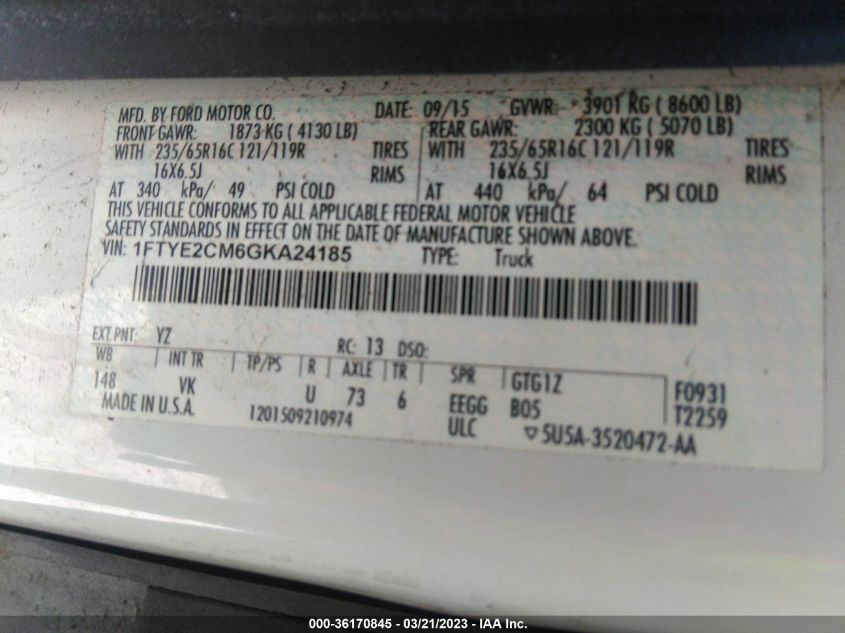 MFD. BY FORD MOTOR CO. DATE: 09/15 GVWR: 3901 KG ( 8600 LB)
FRONT GAWR: 1873 KG ( 4130 LB) REAR GAWR: 2300 KG ( 5070 LB)
WITH 235/65R16C 121/119R TIRES WITH 235/65R16C 121/119R TIRES
16X6.5J RIMS 16X6.5J RIMS
AT 340 kPa/ 49 PSI COLD AT 440 kPa/ 64 PSI COLD
THIS VEHICLE CONFORMS TO ALL APPLICABLE FEDERAL MOTOR VEHICLE
SAFETY STANDARDS IN EFFECT ON THE DATE OF MANUFACTURE SHOWN ABOVE.
VIN: 1FTYE2CM6GKA24185 TYPE: Truck
EXT. PNT: YZ RC: 13 DSO:
WB INT TR TP/PS R AXLE TR SPR GTG1Z F0931
148 VK U 73 6 EEGG B05 T2259
MADE IN U.S.A. 1201509210974 ULC ▽5U5A-3520472-AA
000-36170845 - 03/21/2023 - IAA Inc.